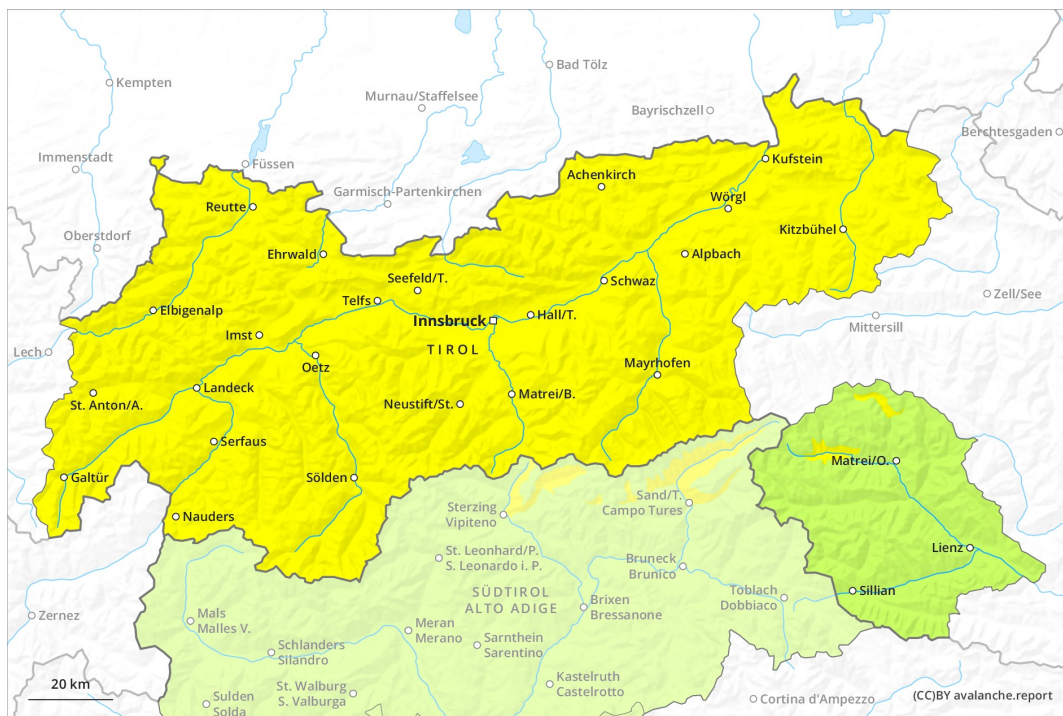 Kempten
Bad Tölz
Murnau/Staffelsee
Bayrischzell
Berchtesgaden
Immenstadt
Füssen
Kufstein
Achenkirch
Garmisch-Partenkirchen
Wörgl
Reutte
Oberstdorf
Kitzbühel
Ehrwald
Alpbach
Seefeld/T.
Schwaz
Telfs
Zell/See
Elbigenalp
Innsbruck
Hall/T.
Mittersill
Imst
TIROL
Lech
Oetz
Mayrhofen
Landeck
St. Anton/A.
Neustift/St.
Matrei/B.
Serfaus
Matrei/O.
Galtür
Sölden
Sand/T.
Campo Tures
Sterzing
Vipiteno
Nauders
Lienz
St. Leonhard/P.
S. Leonardo i. P.
Bruneck
Brunico
SÜDTIROL
ALTO ADIGE
Toblach
Dobbiaco
Sillian
Brixen
Bressanone
Zernez
Mals
Malles V.
Meran
Merano
Sarnthein
Sarentino
Schlanders
Silandro
20 km
St. Walburg
S. Valburga
Kastelruth
Castelrotto
Sulden
Solda
Cortina d'Ampezzo
(CC)BY avalanche.report